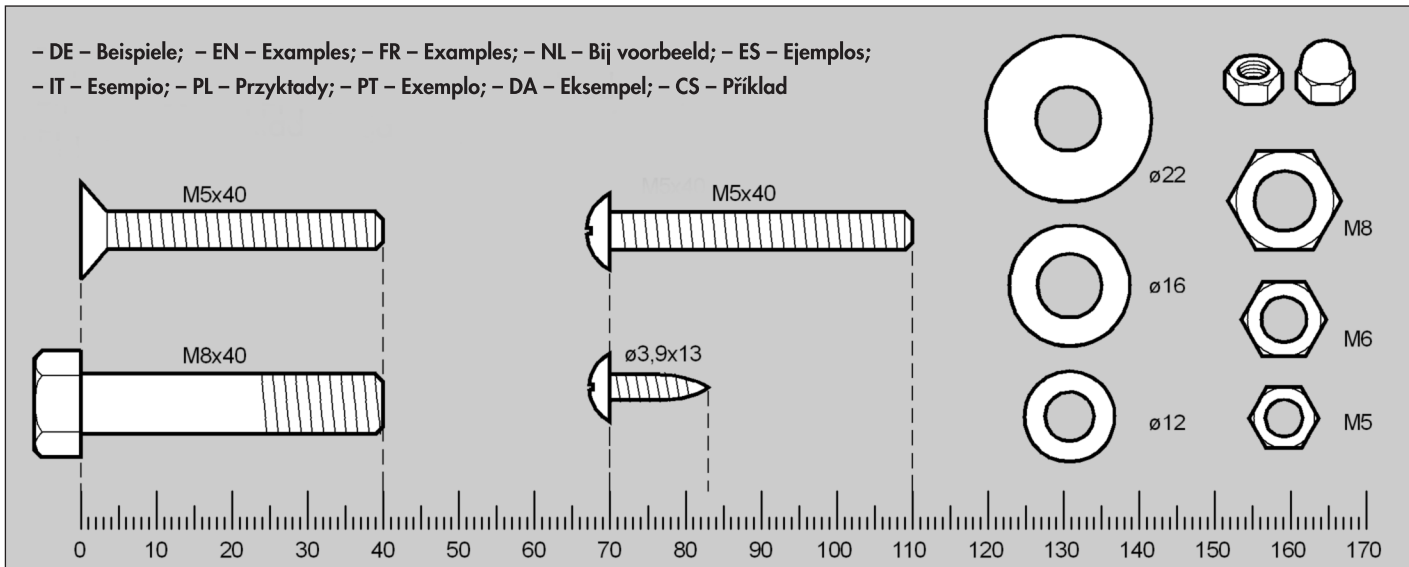 – DE – Beispiele; – EN – Examples; – FR – Examples; – NL – Bij voorbeeld; – ES – Ejemplos;
– IT – Esempio; – PL – Przyktady; – PT – Exemplo; – DA – Eksempel; – CS – Příklad
M5x40
M5x40
M8x40
ø3,9x13
ø22
ø16
ø12
M8
M6
M5
0 10 20 30 40 50 60 70 80 90 100 110 120 130 140 150 160 170